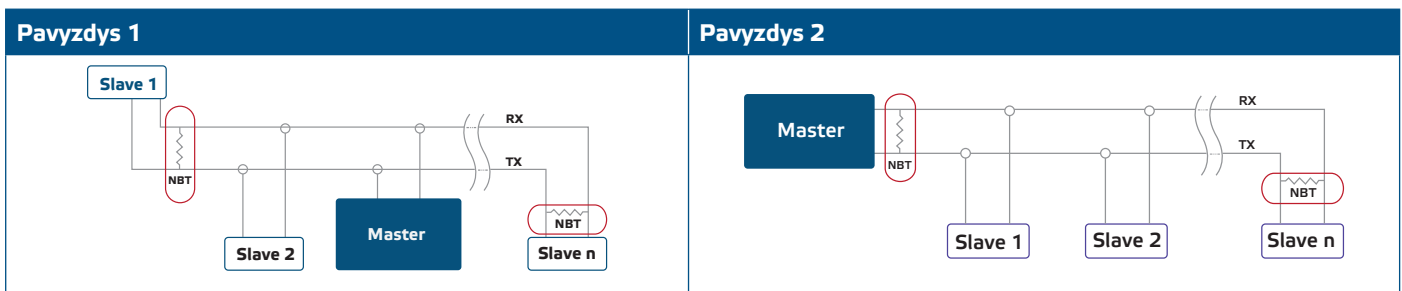 Pavyzdys 1
Slave 1
RX
TX
NBT
NBT
Master
Slave 2
Slave n
Pavyzdys 2
RX
Master
TX
NBT
NBT
Slave 1
Slave 2
Slave n